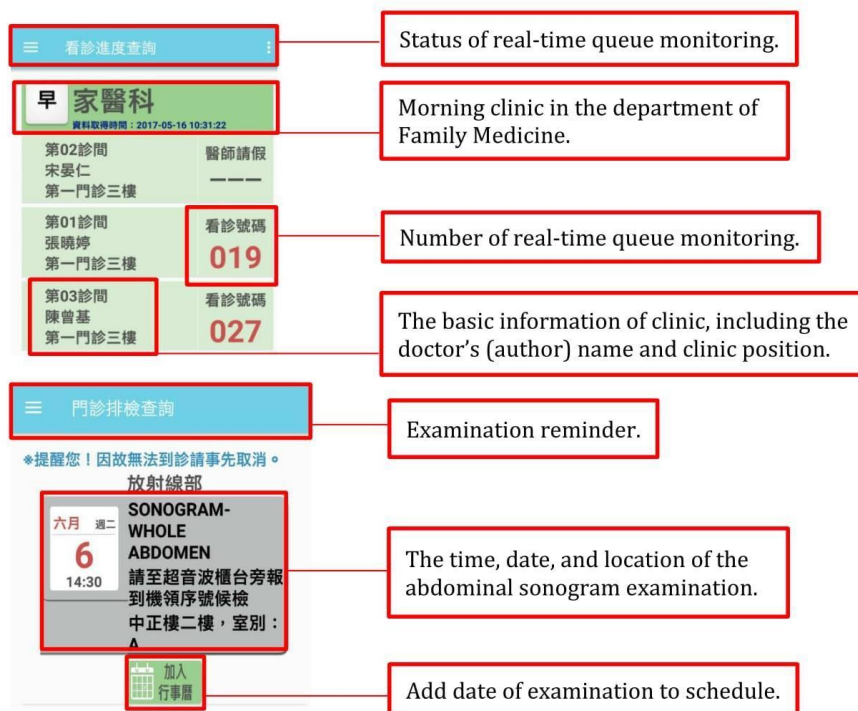 看診進度查詢
Status of real-time queue monitoring.
早 家醫科
資料取得時間：2017-05-16 10:31:22
Morning clinic in the department of
Family Medicine.
第02診間
醫師請假
宋晏仁
第一門診三樓
---
第01診間
看診號碼
張曉婷
019
第一門診三樓
Number of real-time queue monitoring.
第03診間
看診號碼
陳曾基
027
第一門診三樓
The basic information of clinic, including the
doctor’s (author) name and clinic position.
門診排檢查詢
Examination reminder.
※提醒您！因故無法到診請事先取消。
放射線部
六月 週二
6
14:30
SONOGRAM-
WHOLE
ABDOMEN
請至超音波櫃台旁報
到機領序號候檢
中正樓二樓，室別：
A
The time, date, and location of the
abdominal sonogram examination.
加入
行事曆
Add date of examination to schedule.